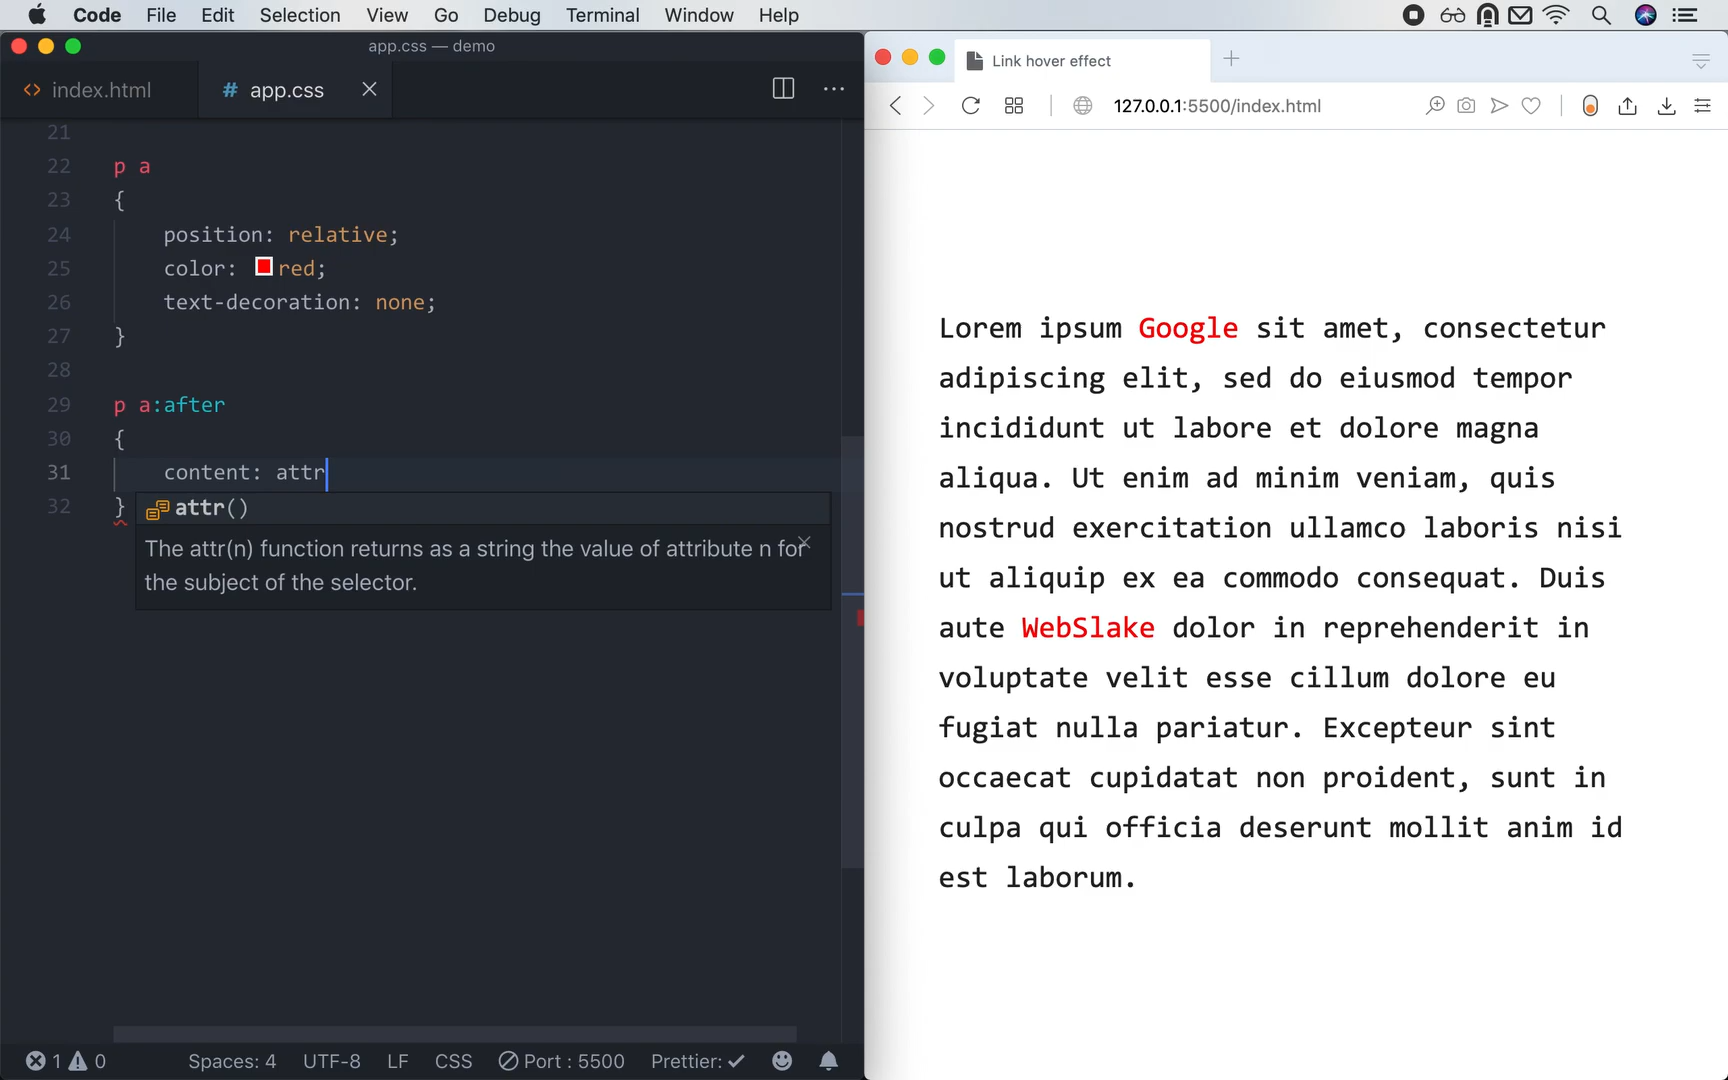 Code File Edit Selection View Go Debug Terminal Window Help
app.css — demo
index.html
# app.css
21
22 p a
23 {
24 position: relative;
25 color: red;
26 text-decoration: none;
27 }
28
29 p a:after
30 {
31 content: attr
32 }
attr()
The attr(n) function returns as a string the value of attribute n for
the subject of the selector.
1 0 Spaces: 4 UTF-8 LF CSS Port : 5500 Prettier:
Link hover effect
127.0.0.1:5500/index.html
Lorem ipsum Google sit amet, consectetur
adipiscing elit, sed do eiusmod tempor
incididunt ut labore et dolore magna
aliqua. Ut enim ad minim veniam, quis
nostrud exercitation ullamco laboris nisi
ut aliquip ex ea commodo consequat. Duis
aute WebSlake dolor in reprehenderit in
voluptate velit esse cillum dolore eu
fugiat nulla pariatur. Excepteur sint
occaecat cupidatat non proident, sunt in
culpa qui officia deserunt mollit anim id
est laborum.